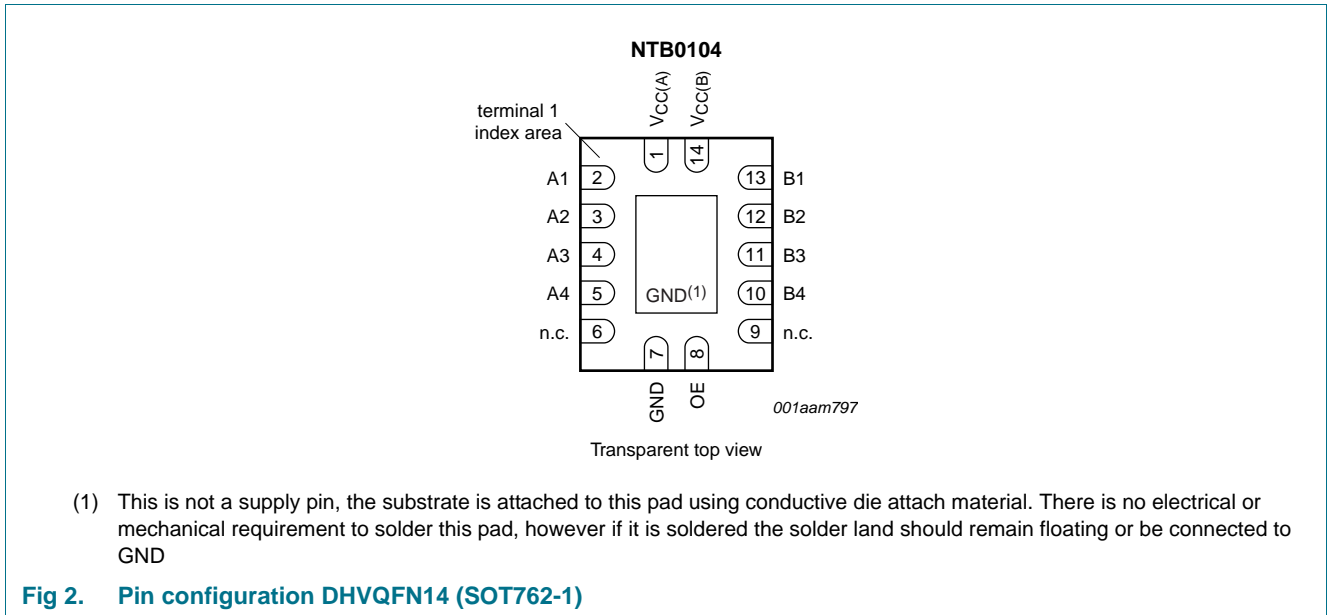 NTB0104
VCC(A)
VCC(B)
terminal 1
index area
1
14
A1 2 13 B1
A2 3 12 B2
A3 4 11 B3
A4 5 GND(1) 10 B4
n.c. 6 9 n.c.
7
8
GND
OE
001aam797
Transparent top view
(1) This is not a supply pin, the substrate is attached to this pad using conductive die attach material. There is no electrical or
mechanical requirement to solder this pad, however if it is soldered the solder land should remain floating or be connected to
GND
Fig 2. Pin configuration DHVQFN14 (SOT762-1)